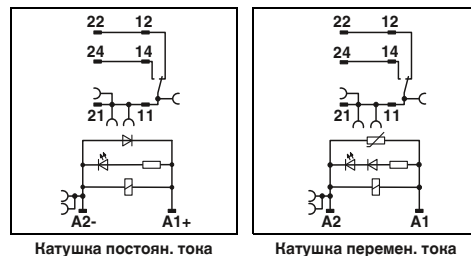 22 12
24 14
21 11
A2- A1+
Катушка постоян. тока
22 12
24 14
21 11
A2 A1
Катушка перемен. тока